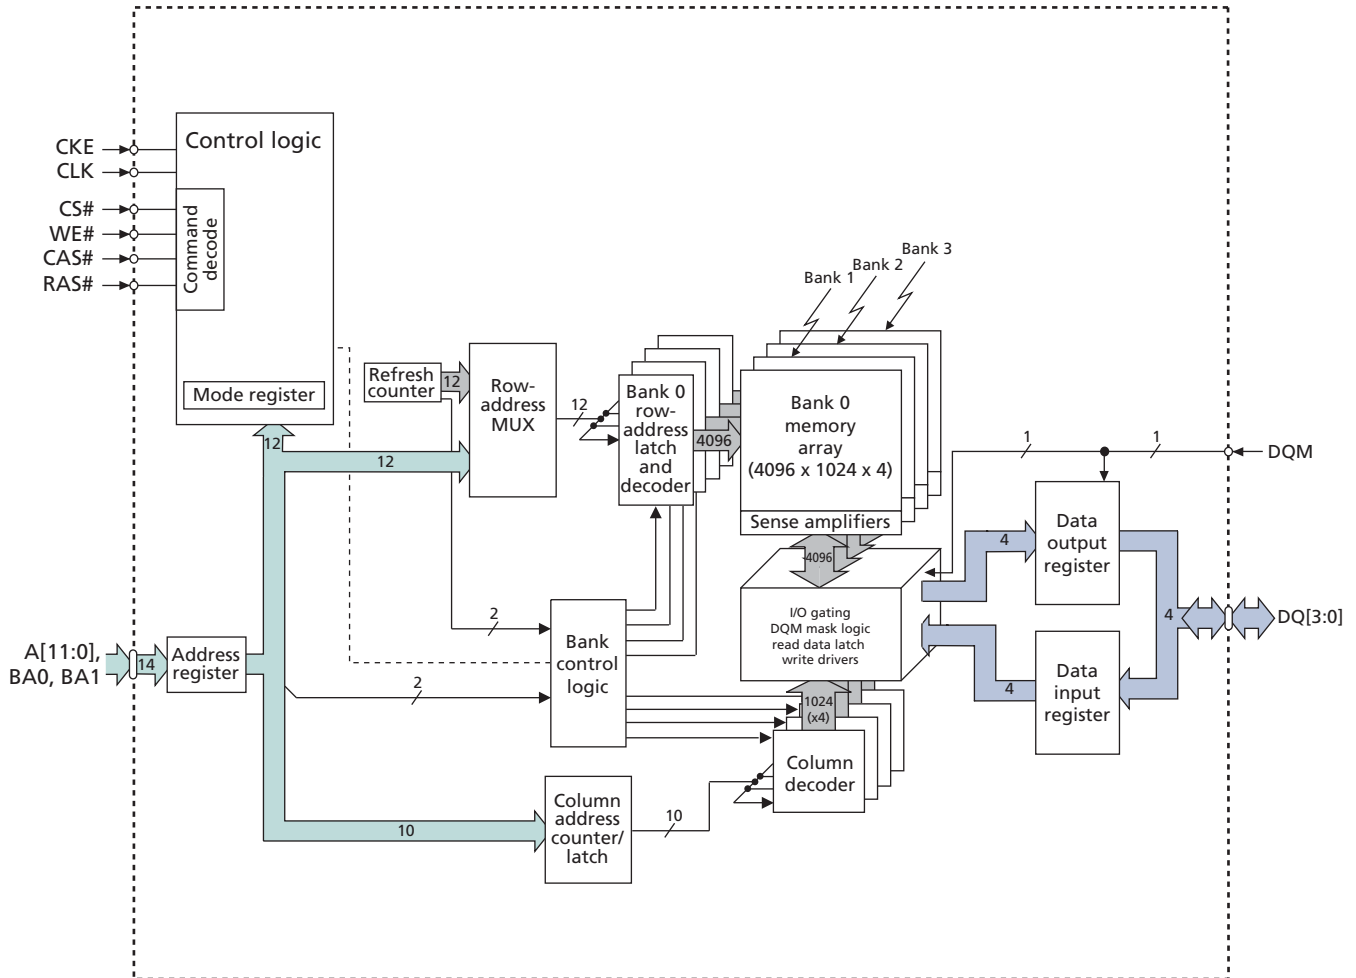 Control logic
CKE
CLK
CS#
WE#
CAS#
RAS#
Command
decode
Mode register
12
12
Refresh
counter
12
Row-
address
MUX
12
Bank 0
row-
address
latch
and
decoder
4096
Bank 1
Bank 2
Bank 3
Bank 0
memory
array
(4096 x 1024 x 4)
Sense amplifiers
4096
I/O gating
DQM mask logic
read data latch
write drivers
1
1
DQM
Data
output
register
4
4
DQ[3:0]
4
Data
input
register
A[11:0],
BA0, BA1
14
Address
register
2
2
Bank
control
logic
1024
(x4)
Column
decoder
10
Column
address
counter/
latch
10